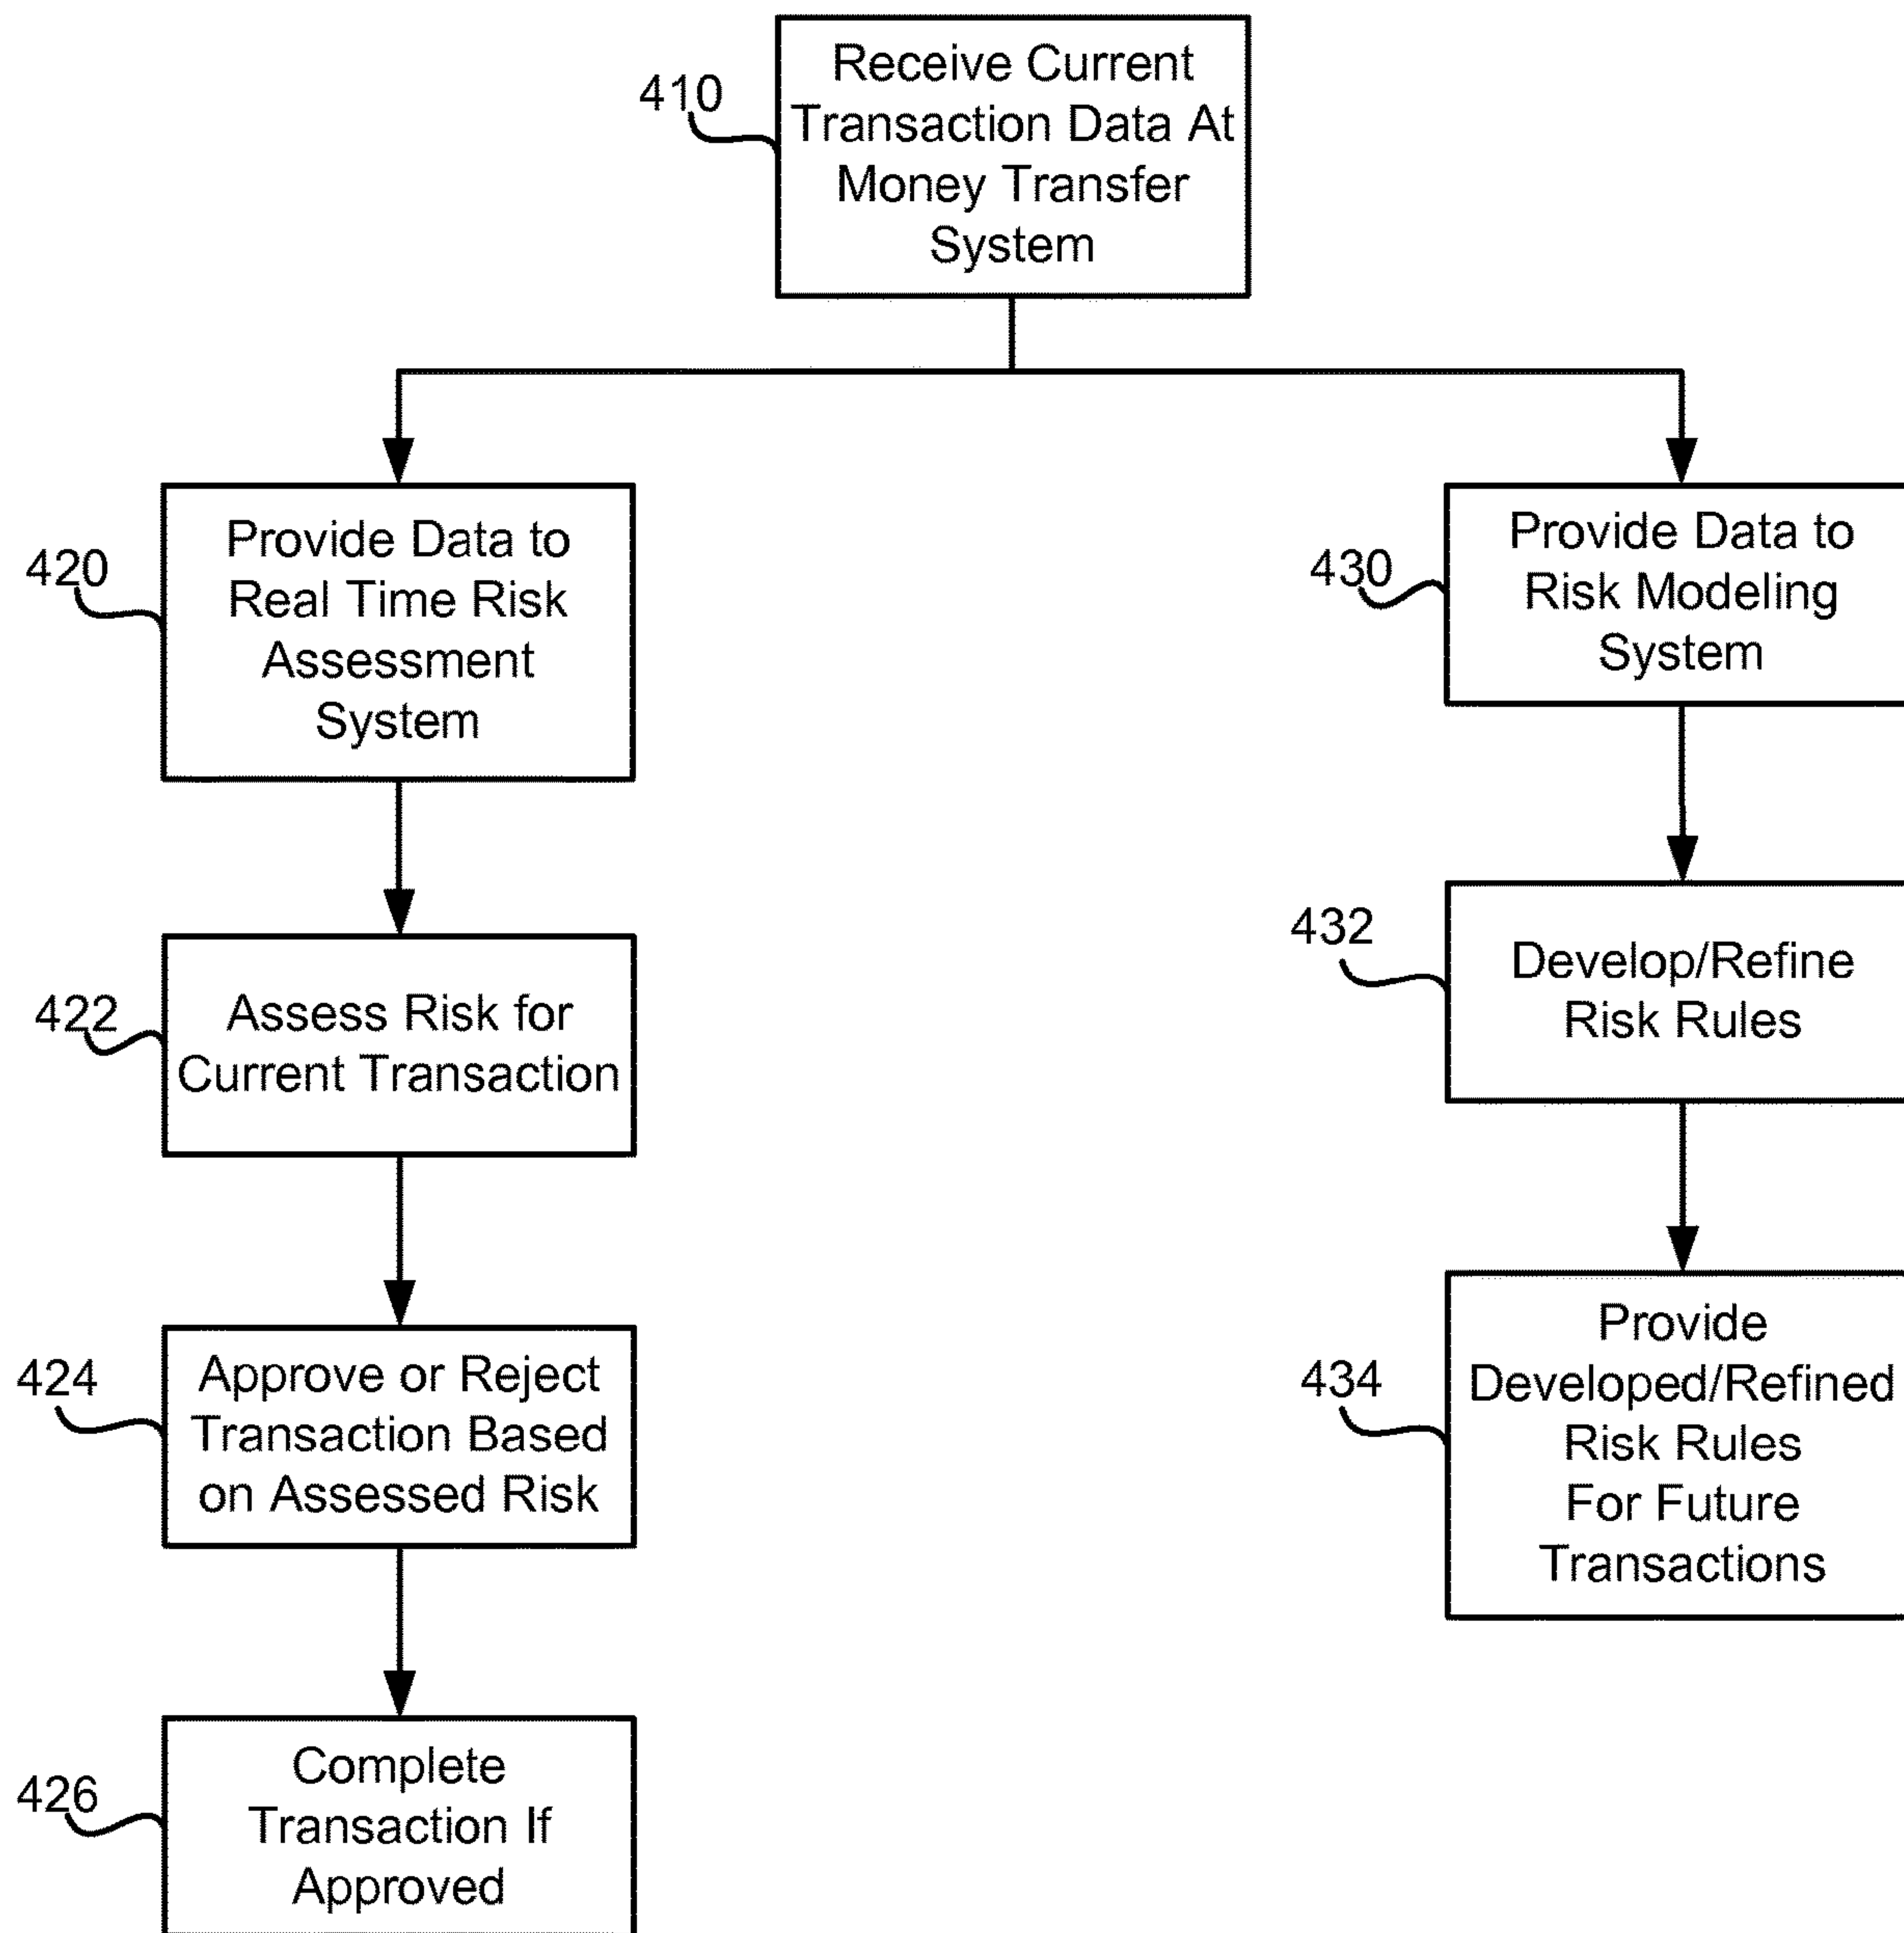 410
Receive Current
Transaction Data At
Money Transfer
System
420
Provide Data to
Real Time Risk
Assessment
System
422
Assess Risk for
Current Transaction
424
Approve or Reject
Transaction Based
on Assessed Risk
426
Complete
Transaction If
Approved
430
Provide Data to
Risk Modeling
System
432
Develop/Refine
Risk Rules
434
Provide
Developed/Refined
Risk Rules
For Future
Transactions